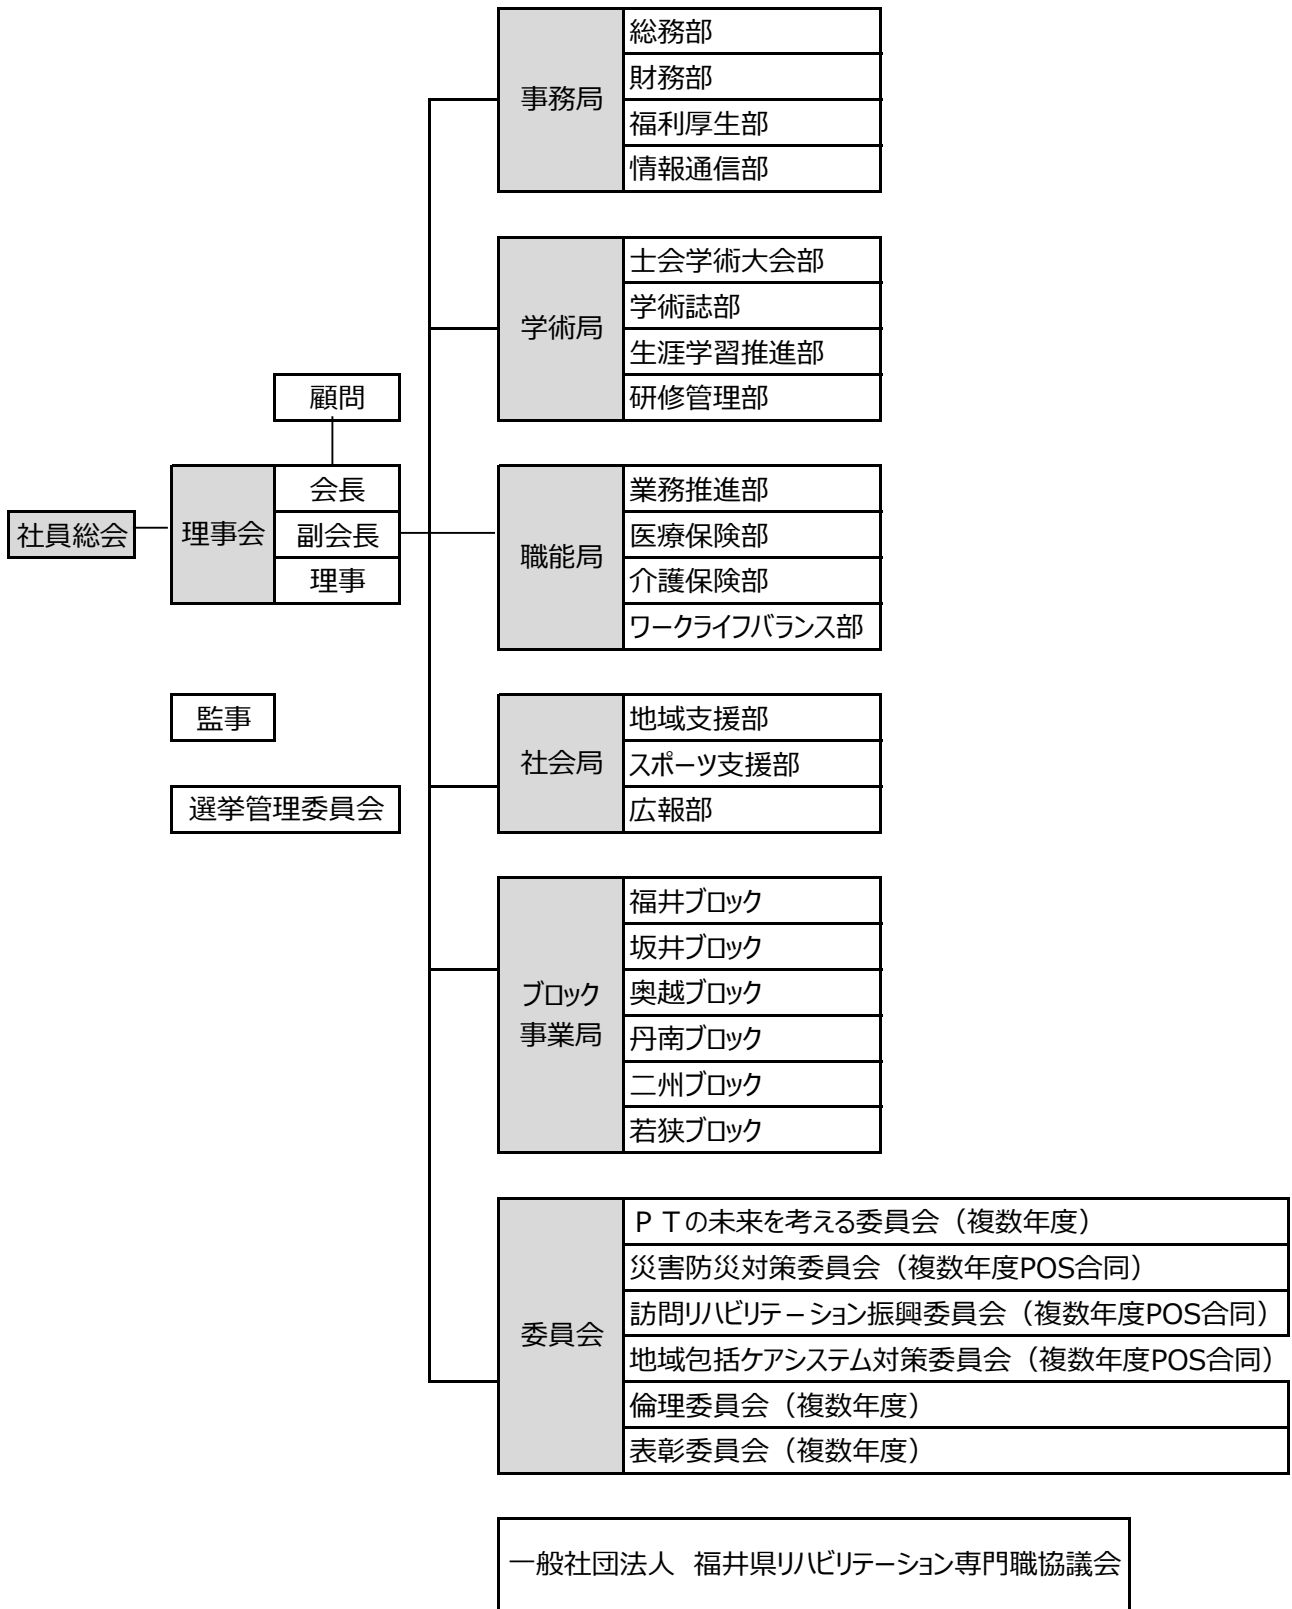 社員総会
顧問
理事会
会長
副会長
理事
監事
選挙管理委員会
事務局
総務部
財務部
福利厚生部
情報通信部
学術局
士会学術大会部
学術誌部
生涯学習推進部
研修管理部
職能局
業務推進部
医療保険部
介護保険部
ワークライフバランス部
社会局
地域支援部
スポーツ支援部
広報部
ブロック
事業局
福井ブロック
坂井ブロック
奥越ブロック
丹南ブロック
二州ブロック
若狭ブロック
委員会
ＰＴの未来を考える委員会（複数年度）
災害防災対策委員会（複数年度POS合同）
訪問リハビリテーション振興委員会（複数年度POS合同）
地域包括ケアシステム対策委員会（複数年度POS合同）
倫理委員会（複数年度）
表彰委員会（複数年度）
一般社団法人　福井県リハビリテーション専門職協議会